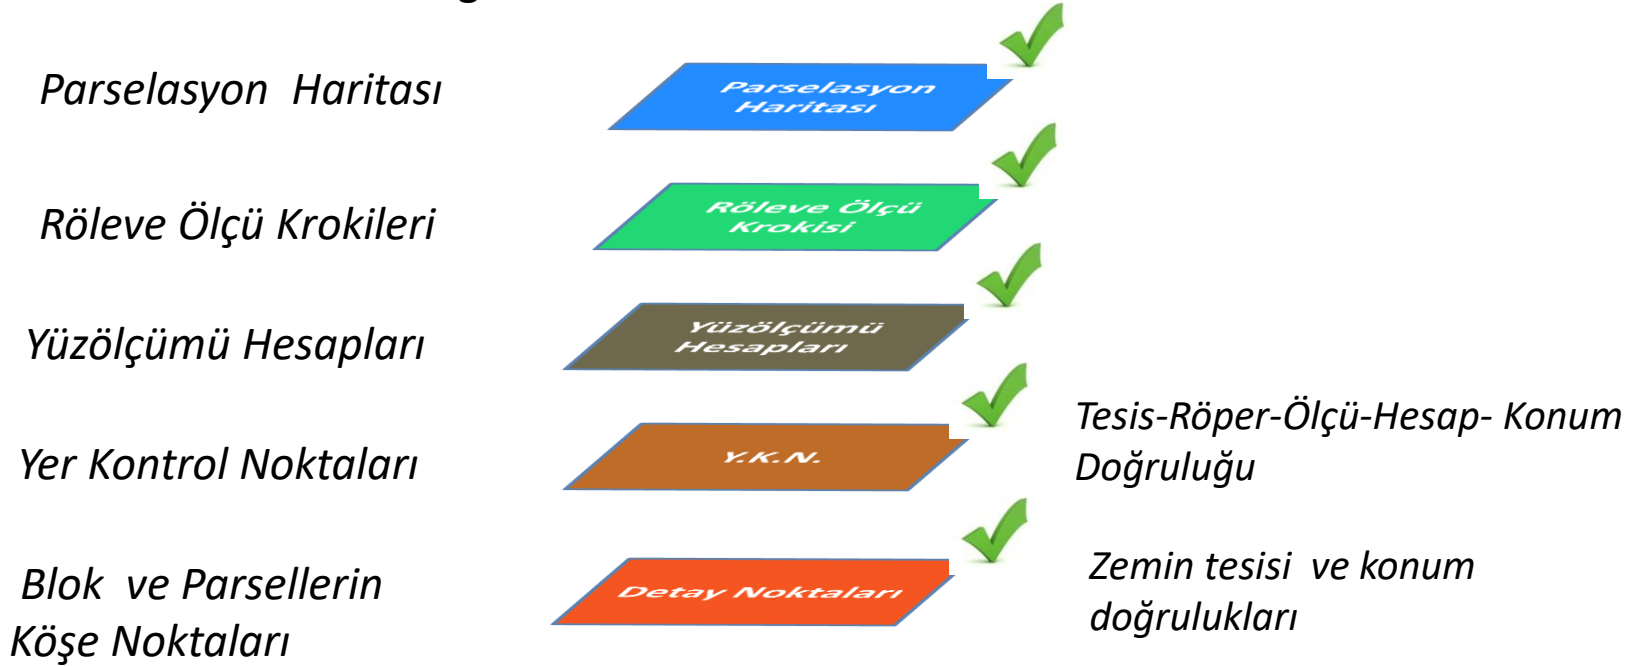 Parselasyon Haritası
Parselasyon
Haritası
Röleve Ölçü Krokileri
Röleve Ölçü
Krokisi
Yüzölçümü Hesapları
Yüzölçümü
Hesapları
Yer Kontrol Noktaları
Y.K.N.
Tesis-Röper-Ölçü-Hesap- Konum
Doğruluğu
Blok ve Parsellerin
Köşe Noktaları
Detay Noktaları
Zemin tesisi ve konum
doğrulukları